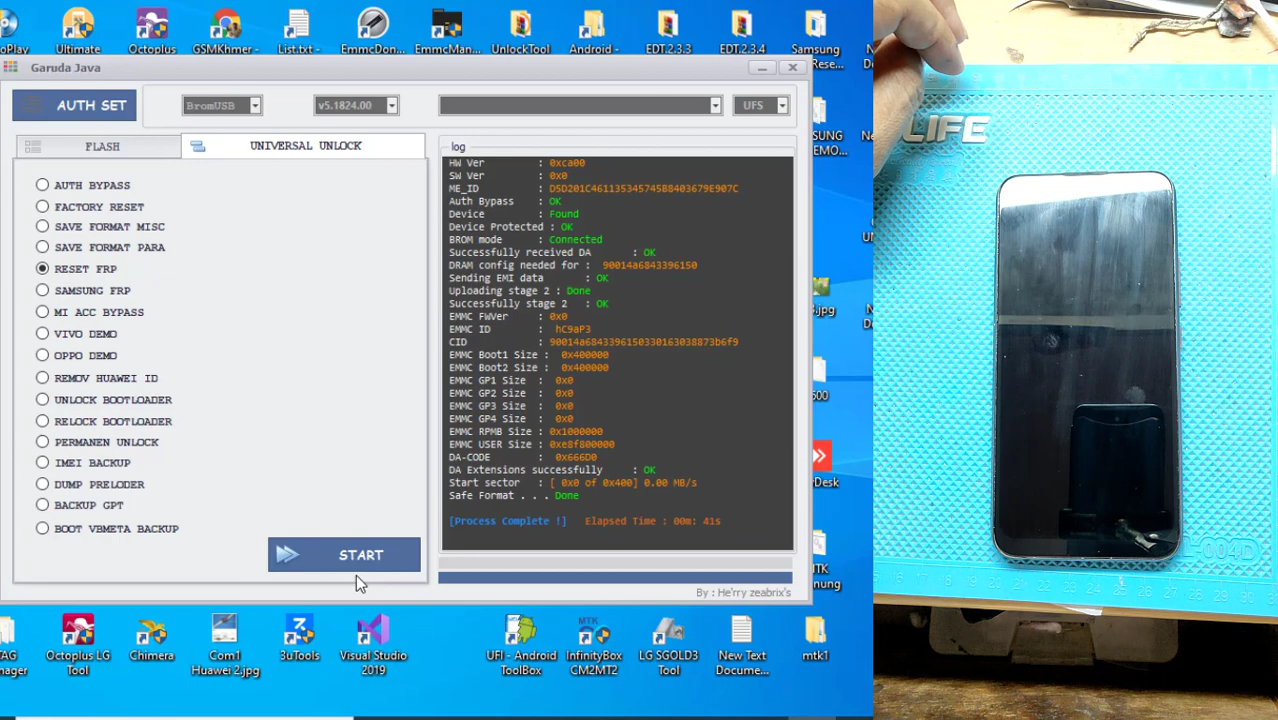 oPlay
Ultimate
Octoplus
GSMKhmer -
List.txt -
EmmcDon...
EmmcMan...
UnlockTool
Android -
EDT.2.3.3
EDT.2.3.4
Samsung
Rese...
Garuda Java
AUTH SET
BromUSB
v5.1824.00
UFS
FLASH
UNIVERSAL UNLOCK
AUTH BYPASS
FACTORY RESET
SAVE FORMAT MISC
SAVE FORMAT PARA
RESET FRP
SAMSUNG FRP
MI ACC BYPASS
VIVO DEMO
OPPO DEMO
REMOV HUAWEI ID
UNLOCK BOOTLOADER
RELOCK BOOTLOADER
PERMANEN UNLOCK
IMEI BACKUP
DUMP PRELODER
BACKUP GPT
BOOT VBMETA BACKUP
START
log
HW Ver : 0xca00
SW Ver : 0x0
ME_ID : D5D201C461135345745B8403679E907C
Auth Bypass : OK
Device : Found
Device Protected : OK
BROM mode : Connected
Successfully received DA : OK
DRAM config needed for : 90014a6843396150
Sending EMI data : OK
Uploading stage 2 : Done
Successfully stage 2 : OK
EMMC FWVer : 0x0
EMMC ID : hC9aP3
CID : 90014a6843396150330163038873b6f9
EMMC Boot1 Size : 0x400000
EMMC Boot2 Size : 0x400000
EMMC GP1 Size : 0x0
EMMC GP2 Size : 0x0
EMMC GP3 Size : 0x0
EMMC GP4 Size : 0x0
EMMC RPMB Size : 0x1000000
EMMC USER Size : 0xe8f800000
DA-CODE : 0x666D0
DA Extensions successfully : OK
Start sector : [ 0x0 of 0x400] 0.00 MB/s
Safe Format . . . Done
[Process Complete !] Elapsed Time : 00m: 41s
By : He'rry zeabrix's
TAG
nager
Octoplus LG
Tool
Chimera
Com1
Huawei 2.jpg
3uTools
Visual Studio
2019
UFI - Android
ToolBox
InfinityBox
CM2MT2
LG SGOLD3
Tool
New Text
Docume...
mtk1
LIFE